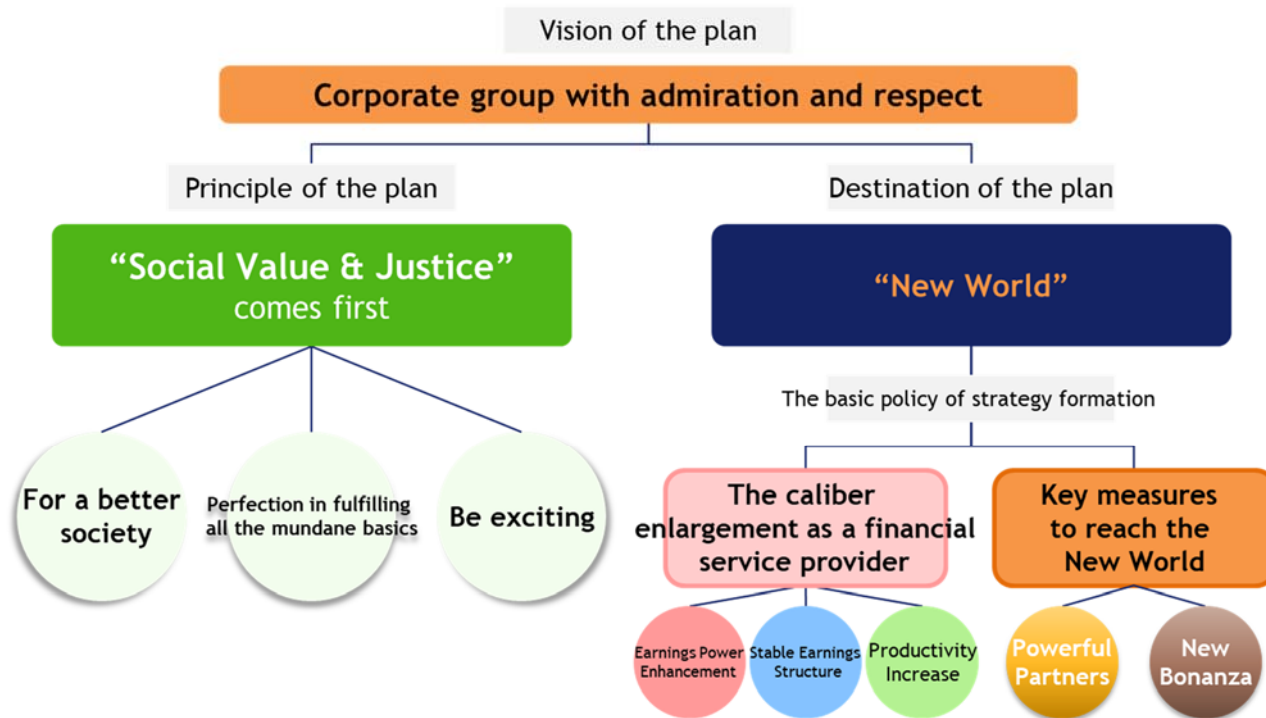 Vision of the plan
Corporate group with admiration and respect
Principle of the plan
Destination of the plan
“Social Value & Justice”
comes first
“New World”
The basic policy of strategy formation
For a better
society
Perfection in fulfilling
all the mundane basics
Be exciting
The caliber
enlargement as a financial
service provider
Key measures
to reach the
New World
Earnings Power
Enhancement
Stable Earnings
Structure
Productivity
Increase
Powerful
Partners
New
Bonanza